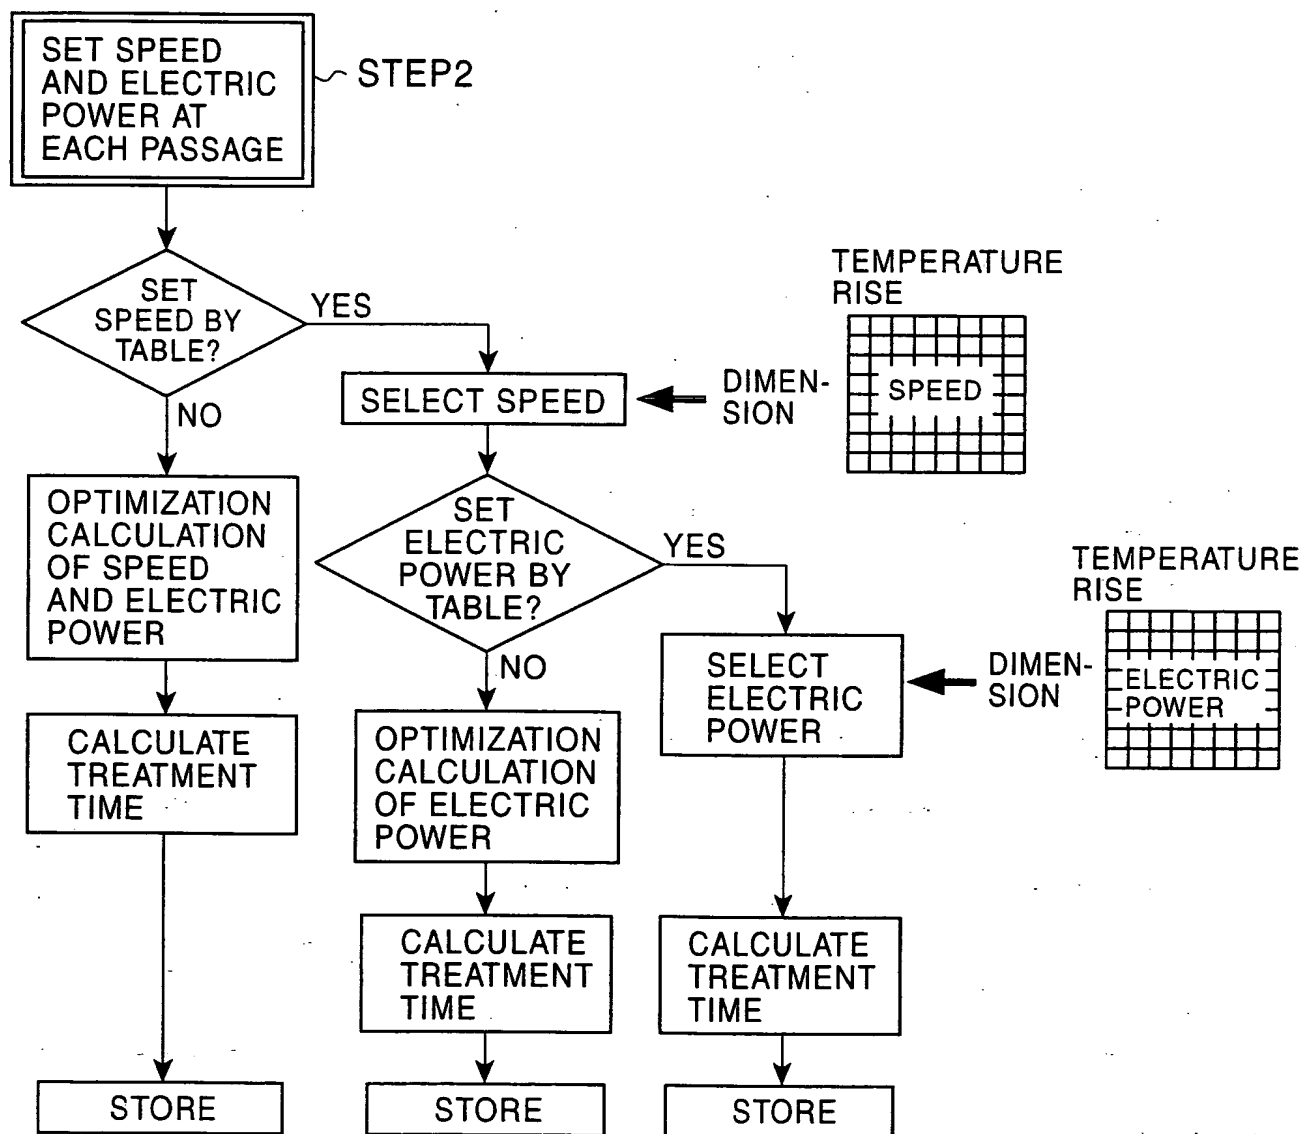 SET SPEED
AND ELECTRIC
POWER AT
EACH PASSAGE
STEP2
SET
SPEED BY
TABLE?
YES
NO
TEMPERATURE
RISE
SPEED
DIMEN-
SION
SELECT SPEED
OPTIMIZATION
CALCULATION
OF SPEED
AND ELECTRIC
POWER
SET
ELECTRIC
POWER BY
TABLE?
YES
NO
TEMPERATURE
RISE
ELECTRIC
POWER
DIMEN-
SION
SELECT
ELECTRIC
POWER
CALCULATE
TREATMENT
TIME
OPTIMIZATION
CALCULATION
OF ELECTRIC
POWER
CALCULATE
TREATMENT
TIME
CALCULATE
TREATMENT
TIME
STORE
STORE
STORE